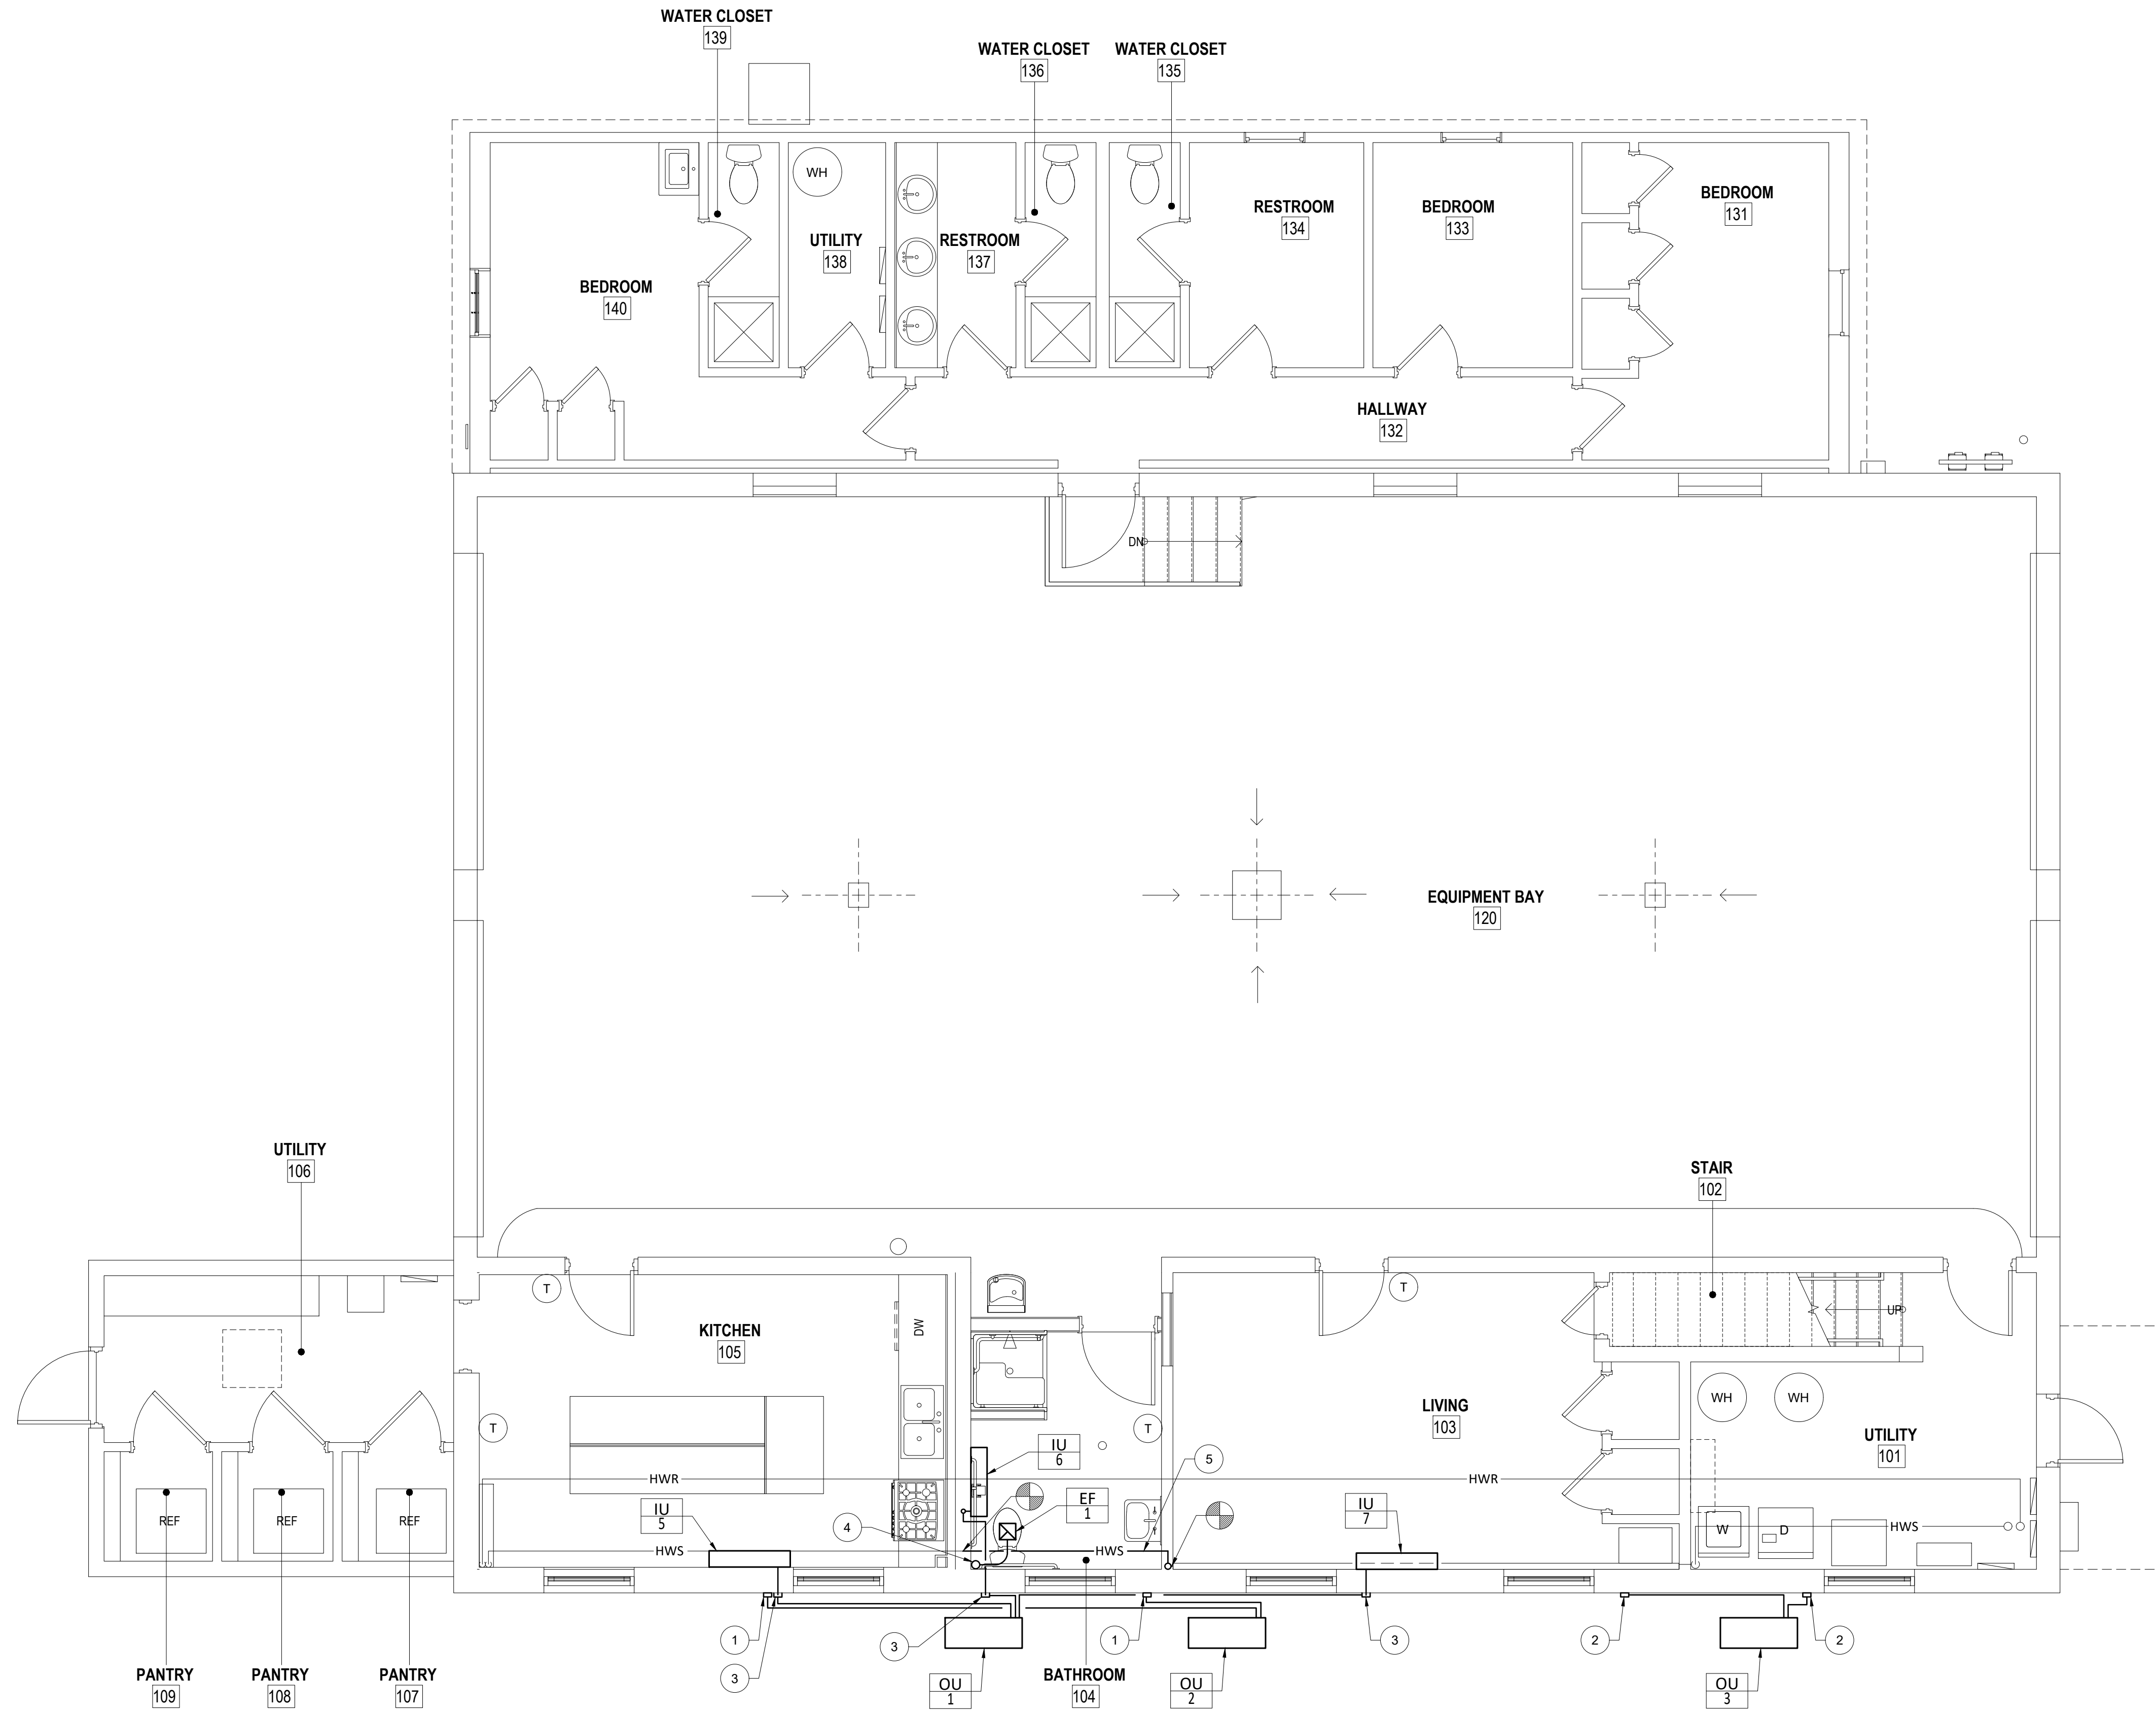 WATER CLOSET
139
WATER CLOSET
136
WATER CLOSET
135
WH
BEDROOM
131
RESTROOM
134
BEDROOM
133
UTILITY
138
RESTROOM
137
BEDROOM
140
HALLWAY
132
DN
EQUIPMENT BAY
120
UTILITY
106
STAIR
102
T
T
UP
KITCHEN
105
DW
WH
WH
LIVING
103
UTILITY
101
T
T
IU
6
5
HWR
HWR
IU
5
EF
1
IU
7
REF
REF
REF
4
W
D
HWS
HWS
HWS
1
3
3
1
3
2
2
PANTRY
109
PANTRY
108
PANTRY
107
OU
1
BATHROOM
104
OU
2
OU
3